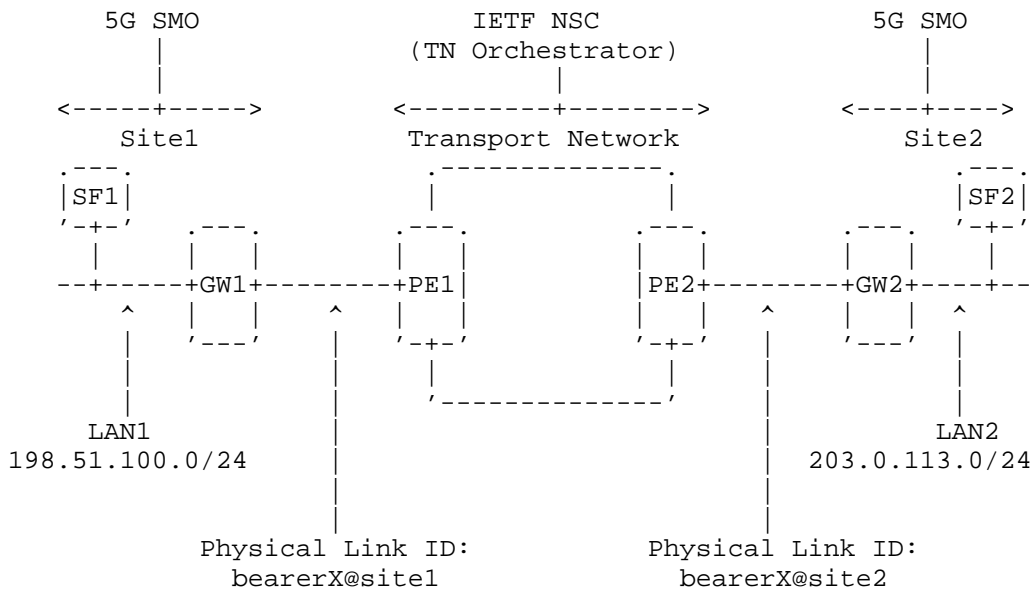 5G SMO IETF NSC 5G SMO
(TN Orchestrator)
Site1 Transport Network Site2
SF1 SF2
GW1 PE1 PE2 GW2
LAN1 LAN2
198.51.100.0/24 203.0.113.0/24
Physical Link ID: Physical Link ID:
bearerX@site1 bearerX@site2